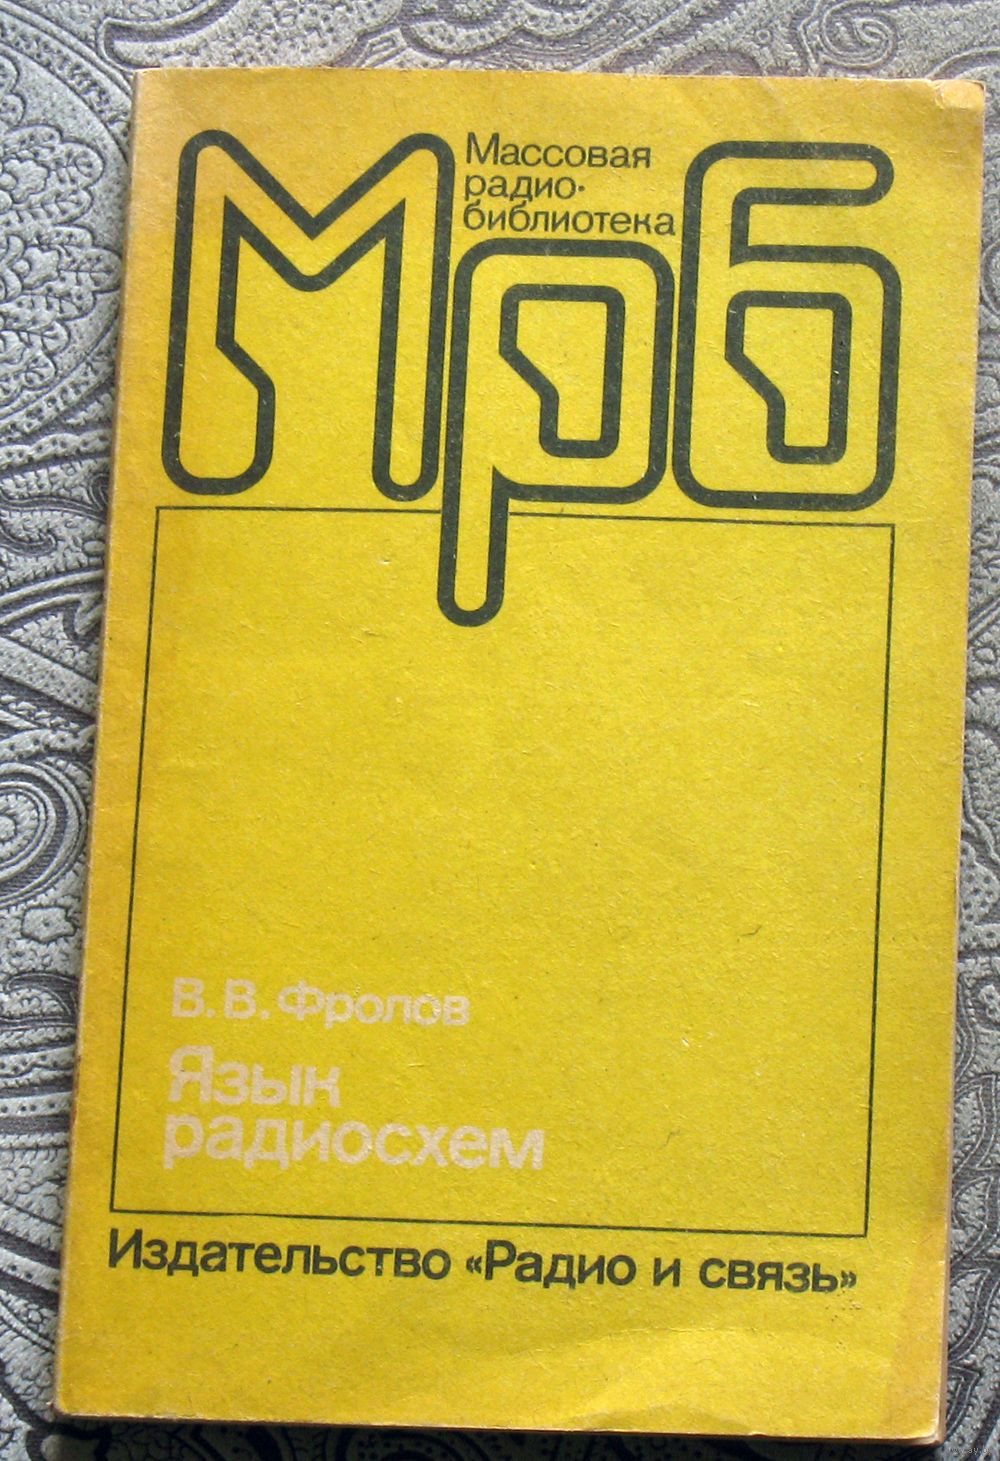 Мрб
Массовая
радио-
библиотека
В. В. Фролов
Язык
радиосхем
Издательство «Радио и связь»